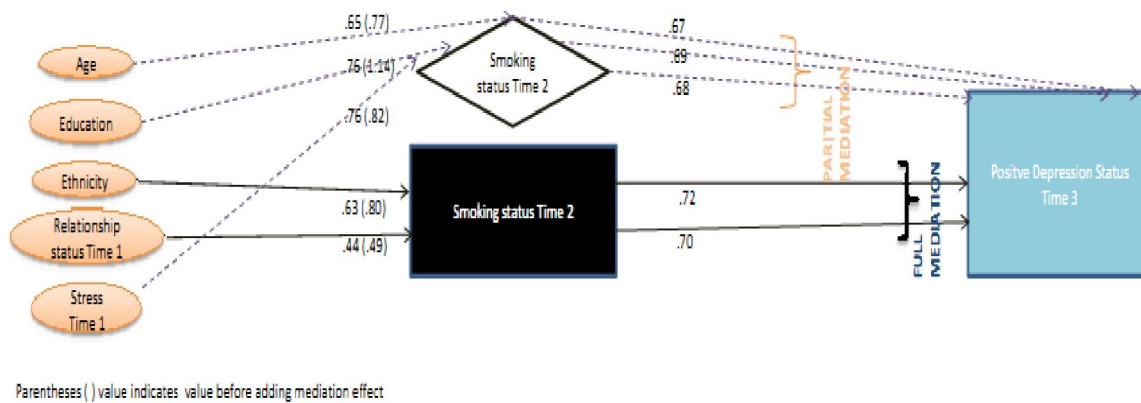 .65 (.77)
.67
Age
.76 (1.14)
Smoking
status Time 2
.69
.68
.76 (.82)
Education
PARITIAL
MEDIATION
Ethnicity
.63 (.80)
Smoking status Time 2
.72
Positve Depression Status
Time 3
Relationship
status Time 1
.44 (.49)
.70
FULL
MEDIATION
Stress
Time 1
Parentheses ( ) value indicates value before adding mediation effect